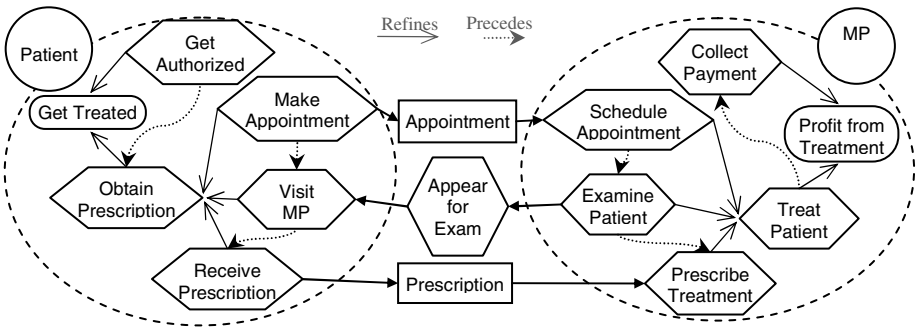 Refines
Precedes
Patient
Get
Authorized
Get Treated
Make
Appointment
Obtain
Prescription
Visit
MP
Receive
Prescription
Appointment
Appear
for
Exam
Prescription
MP
Collect
Payment
Schedule
Appointment
Profit from
Treatment
Examine
Patient
Treat
Patient
Prescribe
Treatment